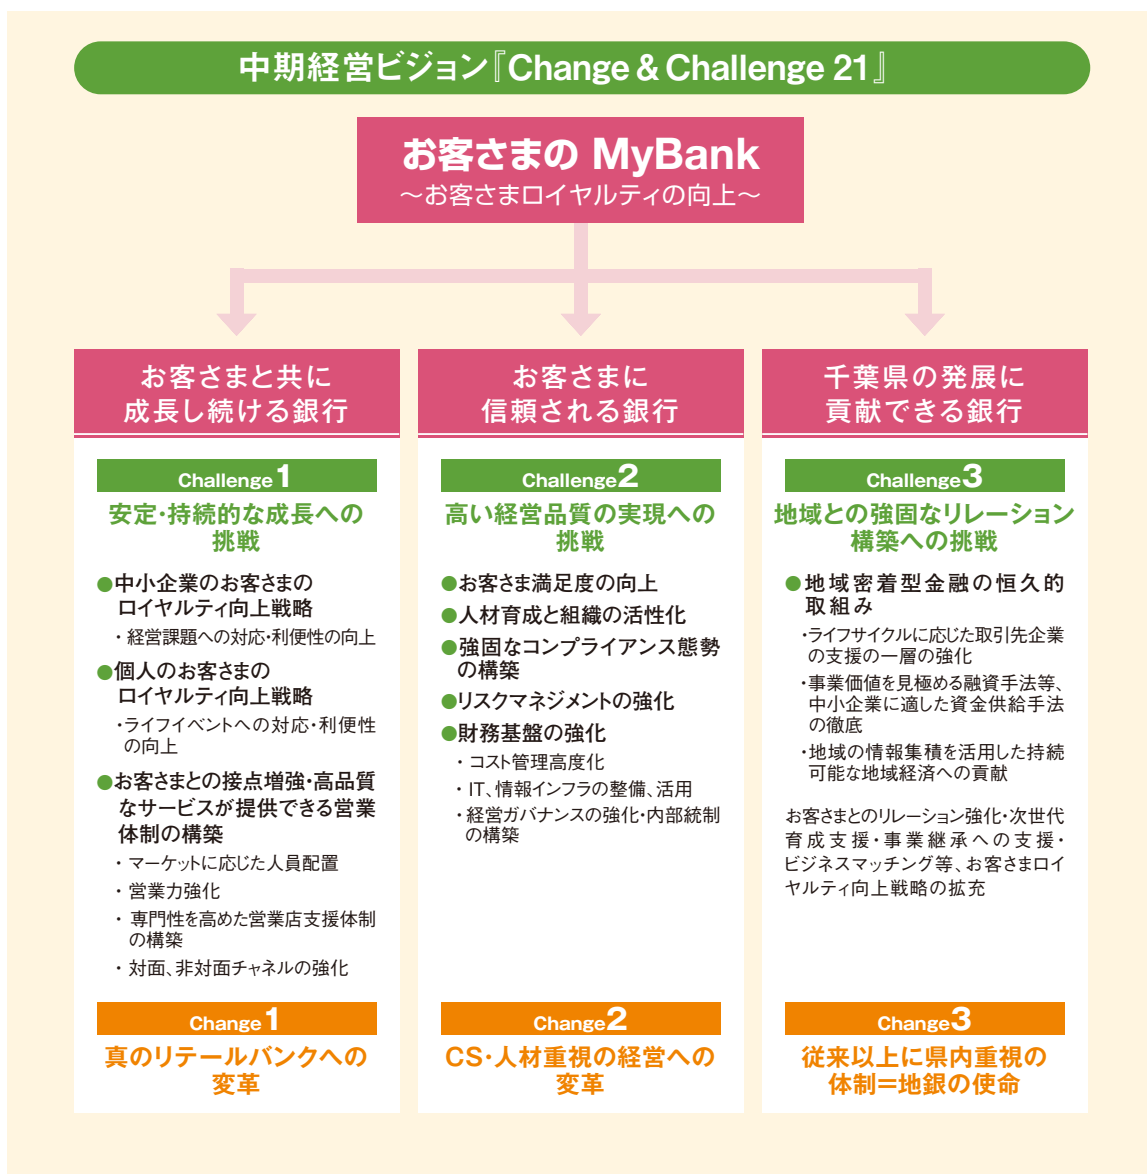 中期経営ビジョン『Change & Challenge 21』
お客さまの MyBank
～お客さまロイヤルティの向上～
お客さまと共に
成長し続ける銀行
Challenge1
安定・持続的な成長への
挑戦
●中小企業のお客さまの
ロイヤルティ向上戦略
・経営課題への対応・利便性の向上
●個人のお客さまの
ロイヤルティ向上戦略
・ライフイベントへの対応・利便性
の向上
●お客さまとの接点増強・高品質
なサービスが提供できる営業
体制の構築
・マーケットに応じた人員配置
・営業力強化
・専門性を高めた営業店支援体制
の構築
・対面、非対面チャネルの強化
Change1
真のリテールバンクへの
変革
お客さまに
信頼される銀行
Challenge2
高い経営品質の実現への
挑戦
●お客さま満足度の向上
●人材育成と組織の活性化
●強固なコンプライアンス態勢
の構築
●リスクマネジメントの強化
●財務基盤の強化
・コスト管理高度化
・IT、情報インフラの整備、活用
・経営ガバナンスの強化・内部統制
の構築
Change2
CS・人材重視の経営への
変革
千葉県の発展に
貢献できる銀行
Challenge3
地域との強固なリレーション
構築への挑戦
●地域密着型金融の恒久的
取組み
・ライフサイクルに応じた取引先企業
の支援の一層の強化
・事業価値を見極める融資手法等、
中小企業に適した資金供給手法
の徹底
・地域の情報集積を活用した持続
可能な地域経済への貢献
お客さまとのリレーション強化・次世代
育成支援・事業継承への支援・
ビジネスマッチング等、お客さまロイ
ヤルティ向上戦略の拡充
Change3
従来以上に県内重視の
体制＝地銀の使命